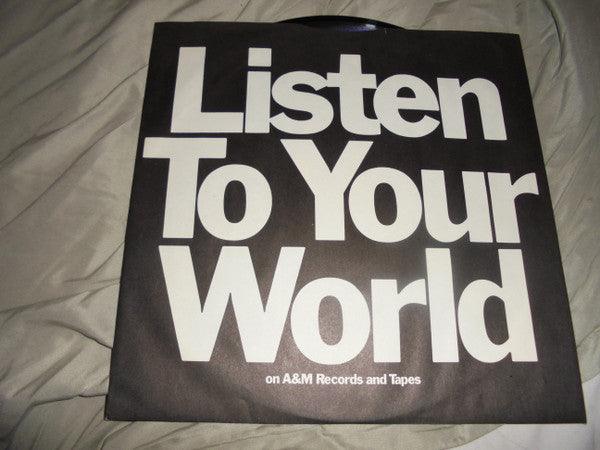 Listen
To Your
World
on A&M Records and Tapes